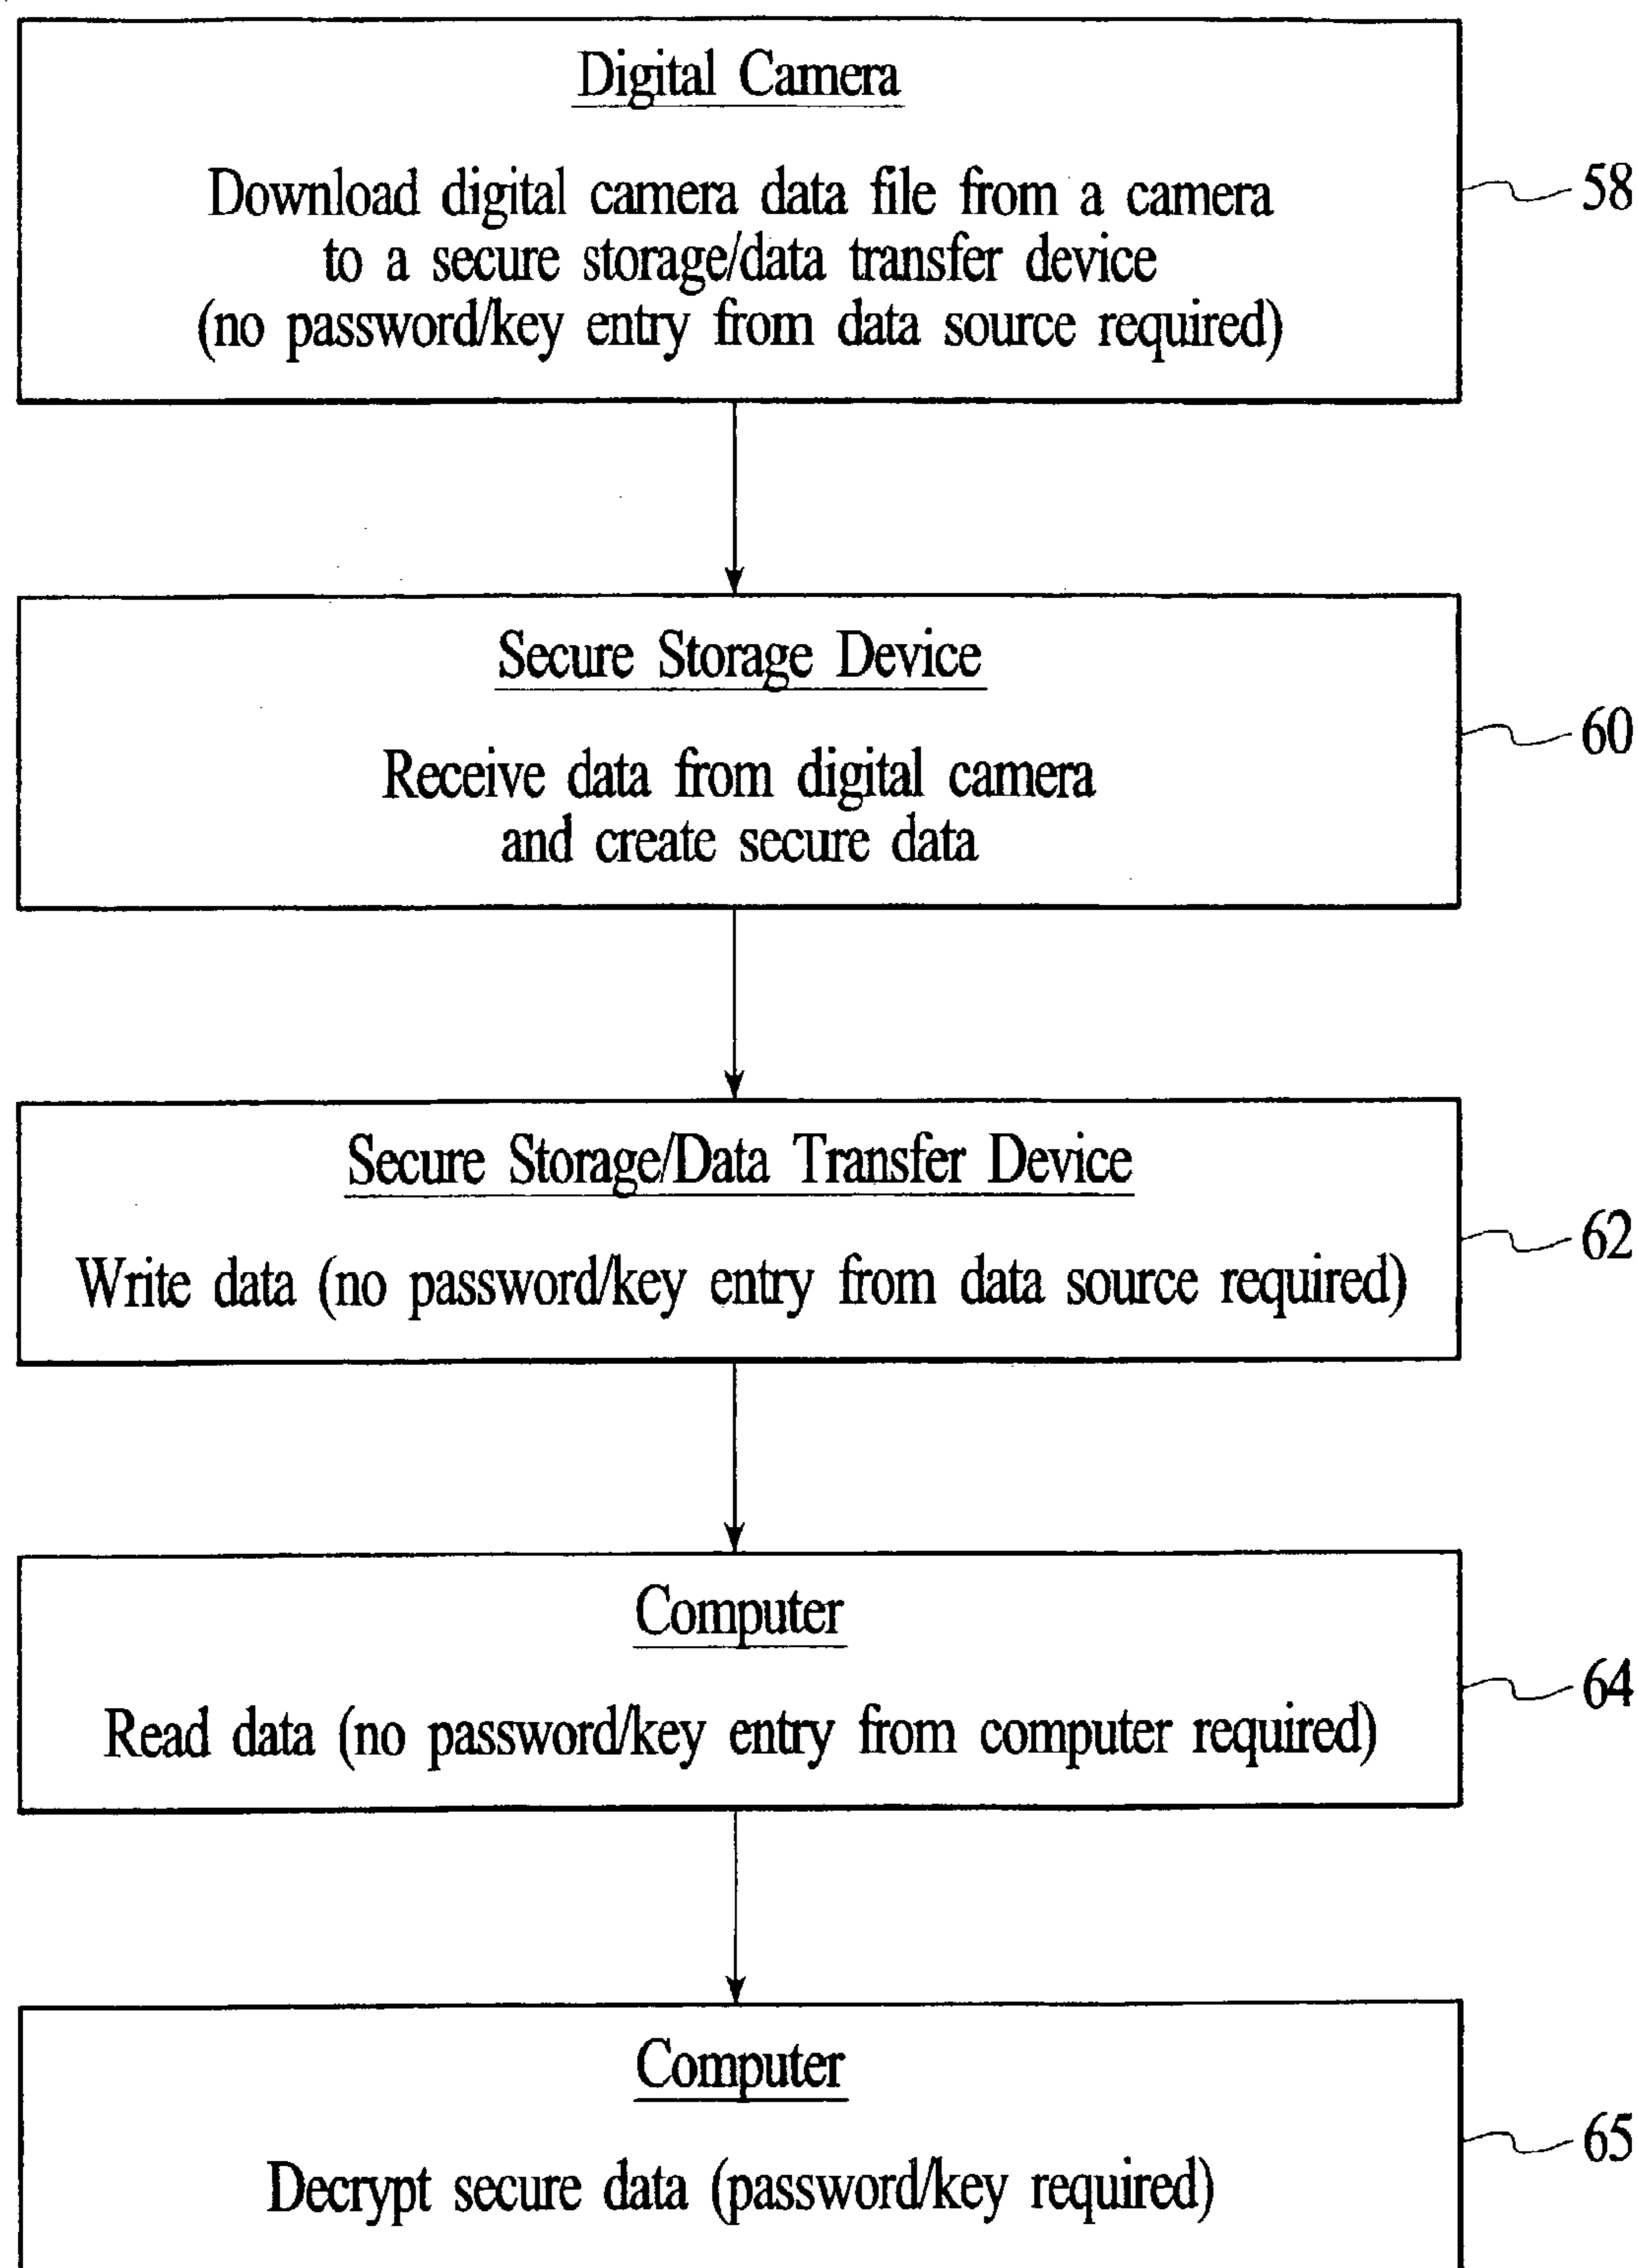 Digital Camera
Download digital camera data file from a camera
to a secure storage/data transfer device
(no password/key entry from data source required)
58
Secure Storage Device
Receive data from digital camera
and create secure data
60
Secure Storage/Data Transfer Device
Write data (no password/key entry from data source required)
62
Computer
Read data (no password/key entry from computer required)
64
Computer
Decrypt secure data (password/key required)
65